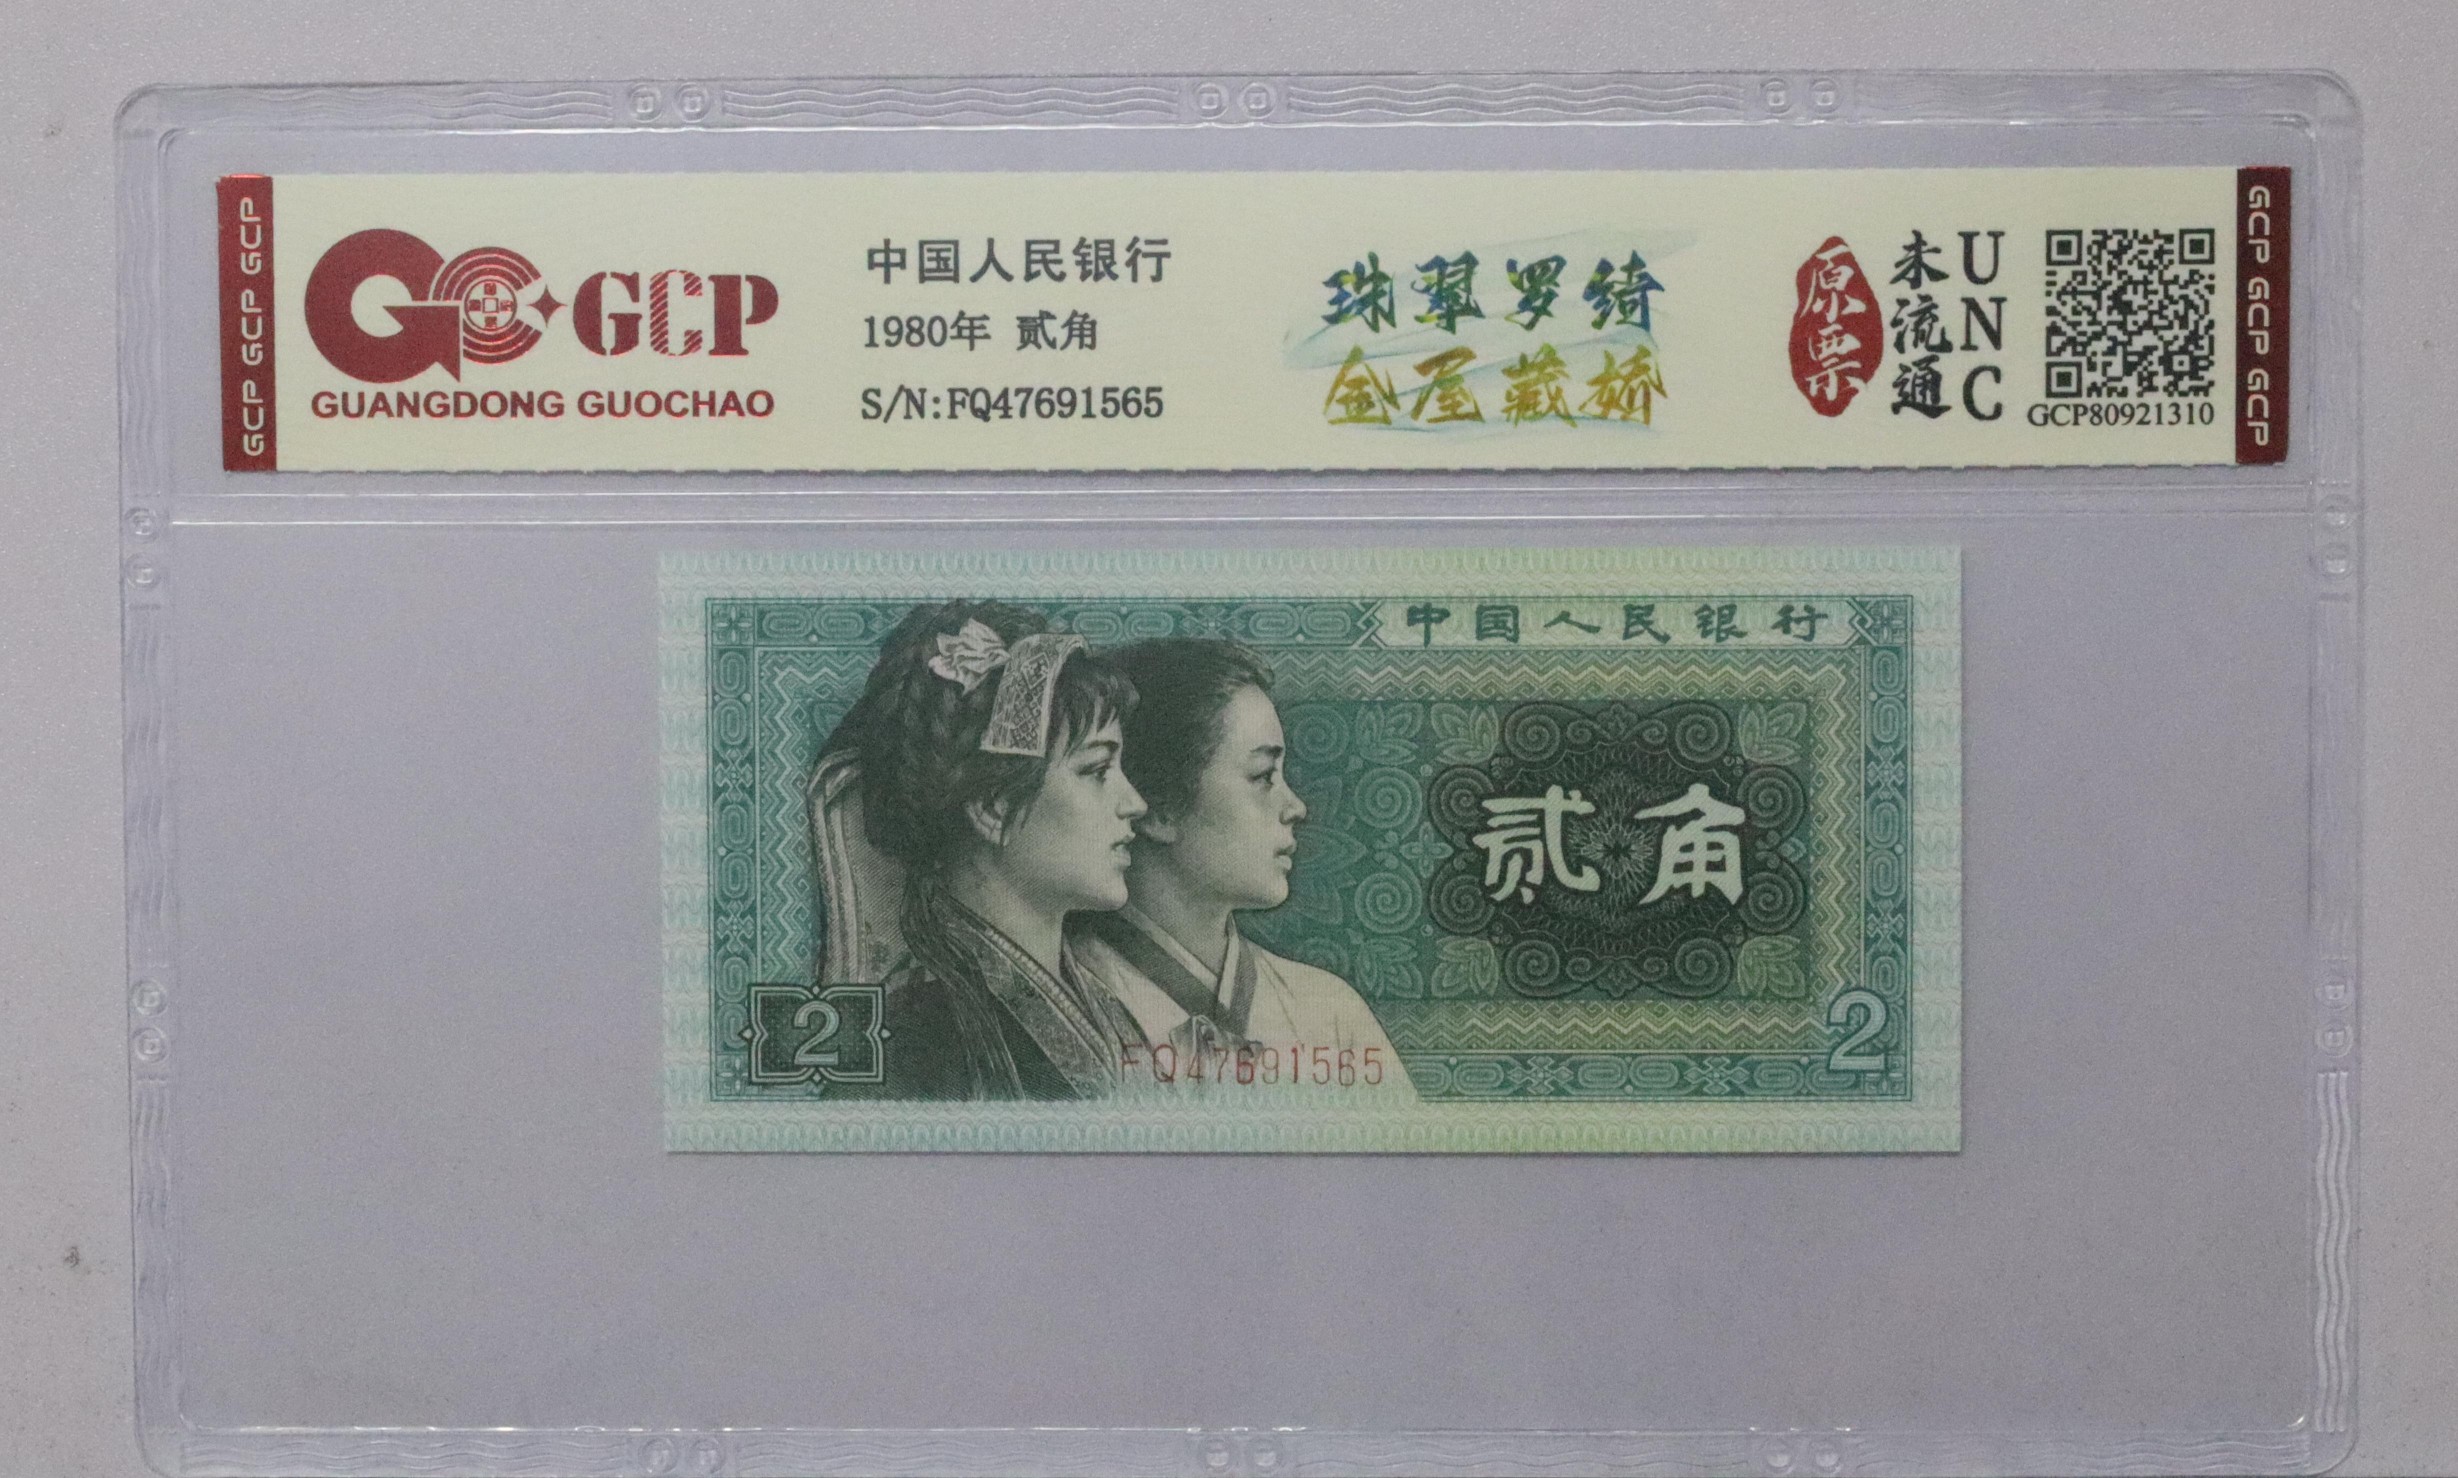 GCP GCP GCP
GCP
GUANGDONG GUOCHAO
中国人民银行
1980年 贰角
S/N:FQ47691565
珠翠罗绮
金屋藏娇
原票
未流通
UNC
GCP80921310
GCP GCP GCP
中国人民银行
贰角
2
2
FQ47691565